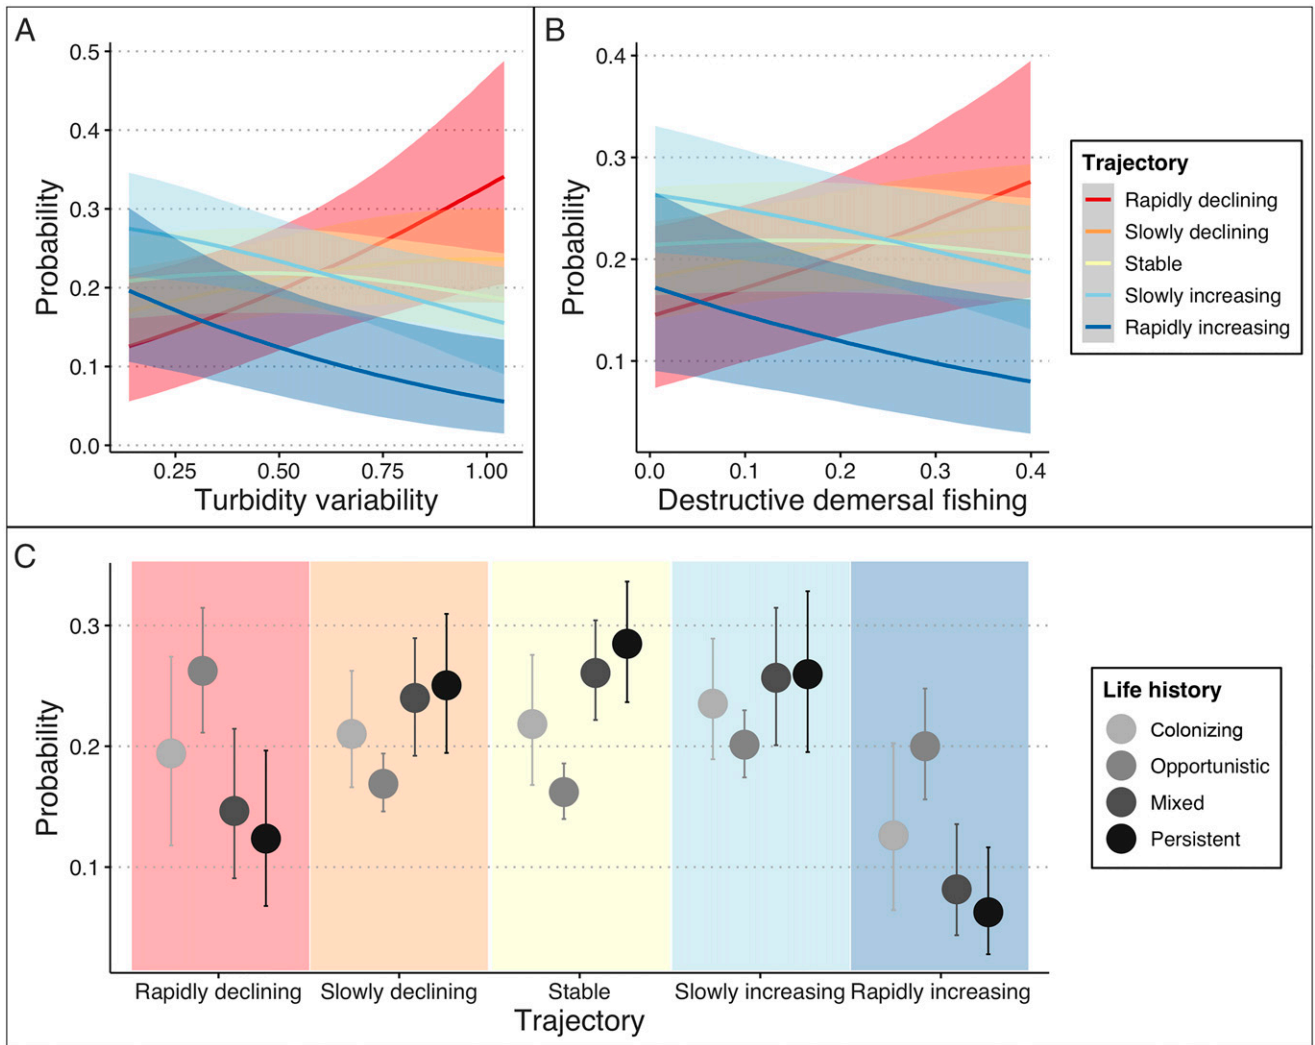 A
0.5
0.4
0.3
0.2
0.1
0.0
Probability
0.25 0.50 0.75 1.00
Turbidity variability
B
0.4
0.3
0.2
0.1
Probability
0.0 0.1 0.2 0.3 0.4
Destructive demersal fishing
Trajectory
Rapidly declining
Slowly declining
Stable
Slowly increasing
Rapidly increasing
C
0.3
0.2
0.1
Probability
Rapidly declining Slowly declining Stable Slowly increasing Rapidly increasing
Trajectory
Life history
Colonizing
Opportunistic
Mixed
Persistent